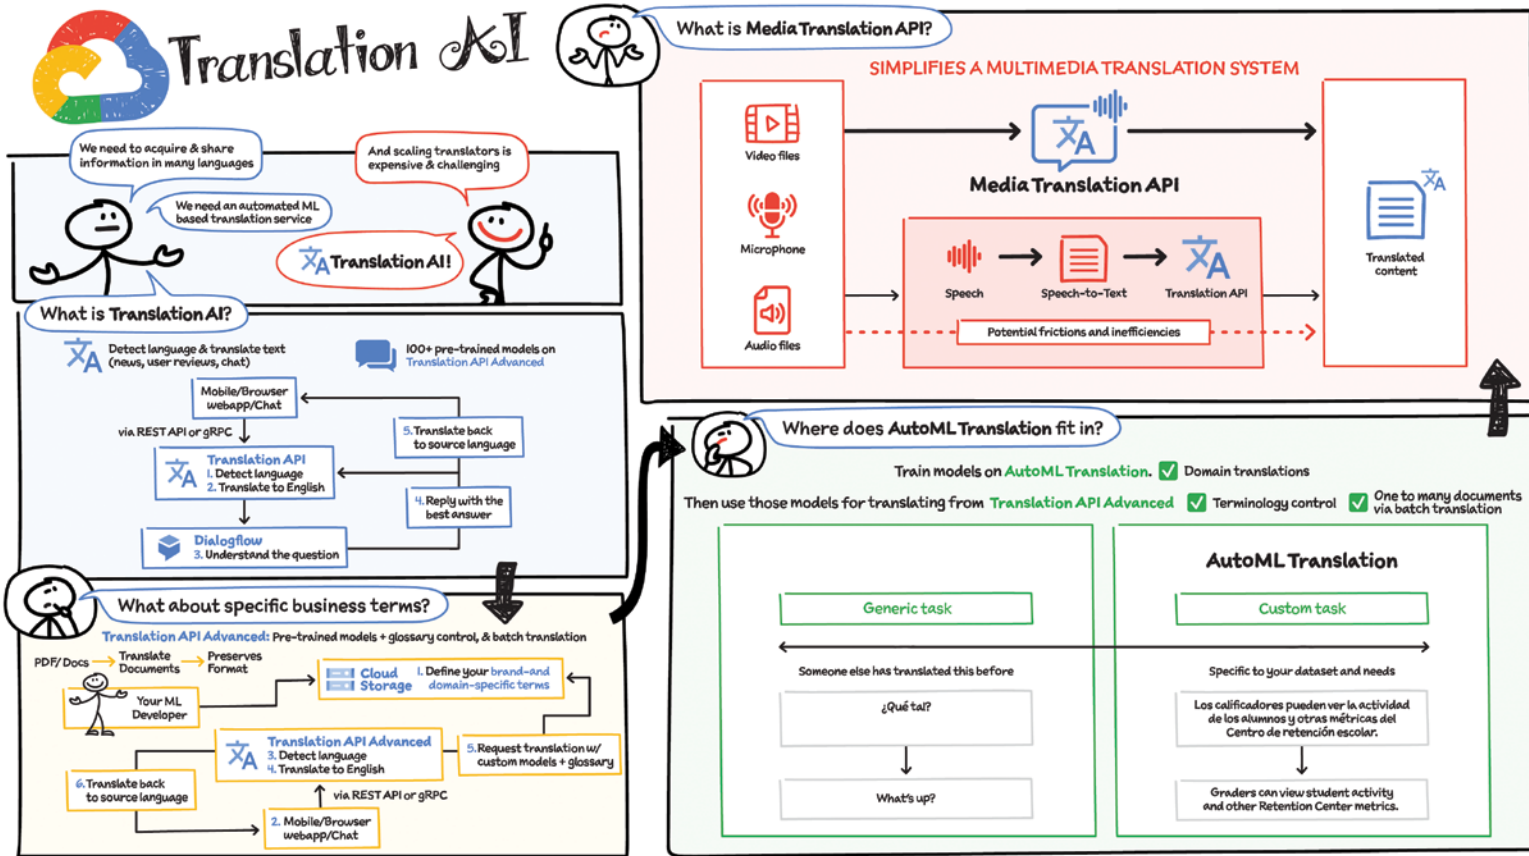 Translation AI
We need to acquire & share
information in many languages
And scaling translators is
expensive & challenging
We need an automated ML
based translation service
Translation AI!
What is Translation AI?
Detect language & translate text
(news, user reviews, chat)
100+ pre-trained models on
Translation API Advanced
Mobile/Browser
webapp/Chat
via REST API or gRPC
5. Translate back
to source language
Translation API
1. Detect language
2. Translate to English
4. Reply with the
best answer
Dialogflow
3. Understand the question
What about specific business terms?
Translation API Advanced: Pre-trained models + glossary control, & batch translation
PDF/Docs
Translate
Documents
Preserves
Format
Your ML
Developer
Cloud
Storage
1. Define your brand-and
domain-specific terms
Translation API Advanced
3. Detect language
4. Translate to English
5. Request translation w/
custom models + glossary
6. Translate back
to source language
via REST API or gRPC
2. Mobile/Browser
webapp/Chat
What is Media Translation API?
SIMPLIFIES A MULTIMEDIA TRANSLATION SYSTEM
Video files
Microphone
Audio files
Media Translation API
Speech
Speech-to-Text
Translation API
Potential frictions and inefficiencies
Translated
content
Where does AutoML Translation fit in?
Train models on AutoML Translation. Domain translations
Then use those models for translating from Translation API Advanced Terminology control
One to many documents
via batch translation
Generic task
Someone else has translated this before
¿Qué tal?
What's up?
AutoML Translation
Custom task
Specific to your dataset and needs
Los calificadores pueden ver la actividad
de los alumnos y otras métricas del
Centro de retención escolar.
Graders can view student activity
and other Retention Center metrics.